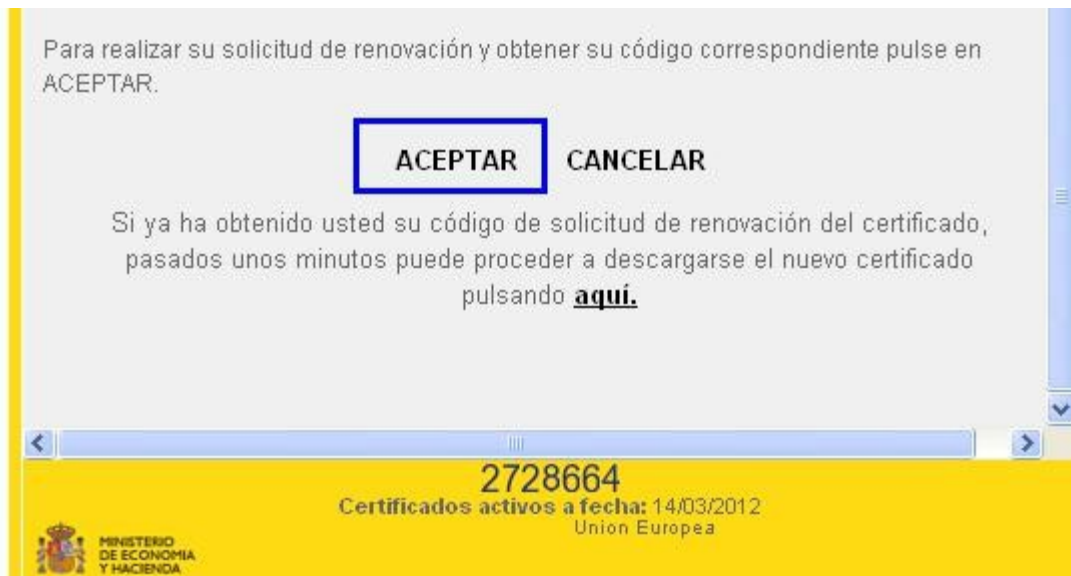 Para realizar su solicitud de renovación y obtener su código correspondiente pulse en
ACEPTAR.
ACEPTAR CANCELAR
Si ya ha obtenido usted su código de solicitud de renovación del certificado,
pasados unos minutos puede proceder a descargarse el nuevo certificado
pulsando aquí.
2728664
Certificados activos a fecha: 14/03/2012
Union Europea
MINISTERIO
DE ECONOMIA
Y HACIENDA